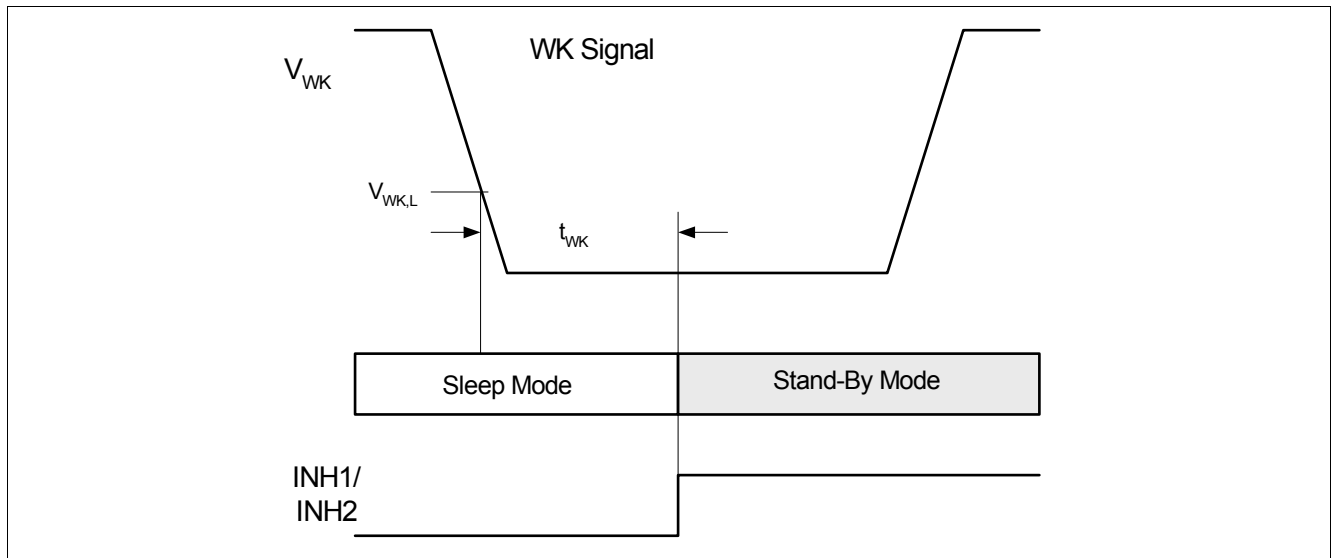 WK Signal
V_WK
V_WK,L
t_WK
Sleep Mode
Stand-By Mode
INH1/
INH2